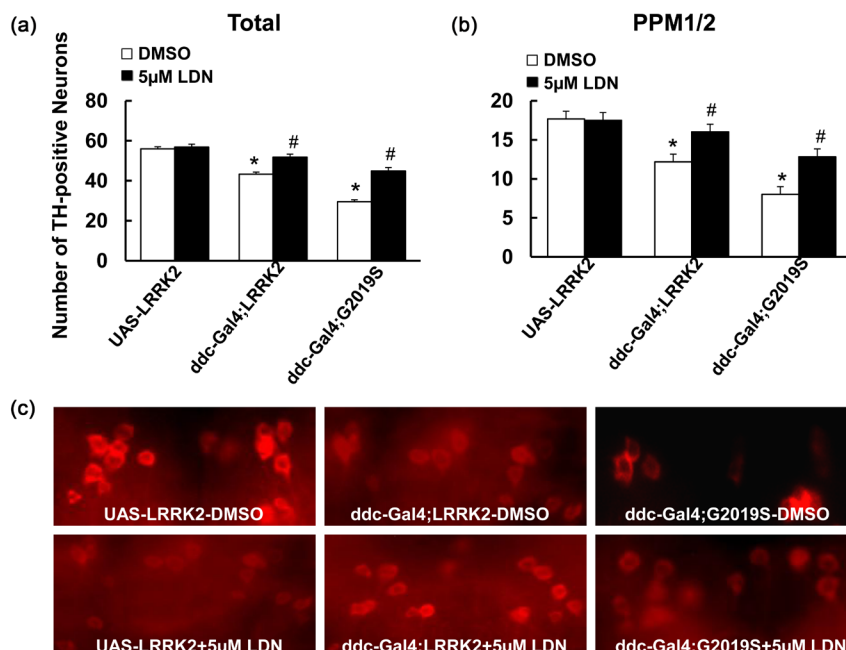 (a)
Total
DMSO
5μM LDN
Number of TH-positive Neurons
80
60
40
20
0
*
#
*
#
UAS-LRRK2
ddc-Gal4;LRRK2
ddc-Gal4;G2019S
(b)
PPM1/2
DMSO
5μM LDN
20
15
10
5
0
*
#
*
#
UAS-LRRK2
ddc-Gal4;LRRK2
ddc-Gal4;G2019S
(c)
UAS-LRRK2-DMSO
ddc-Gal4;LRRK2-DMSO
ddc-Gal4;G2019S-DMSO
UAS-LRRK2+5uM LDN
ddc-Gal4;LRRK2+5uM LDN
ddc-Gal4;G2019S+5uM LDN